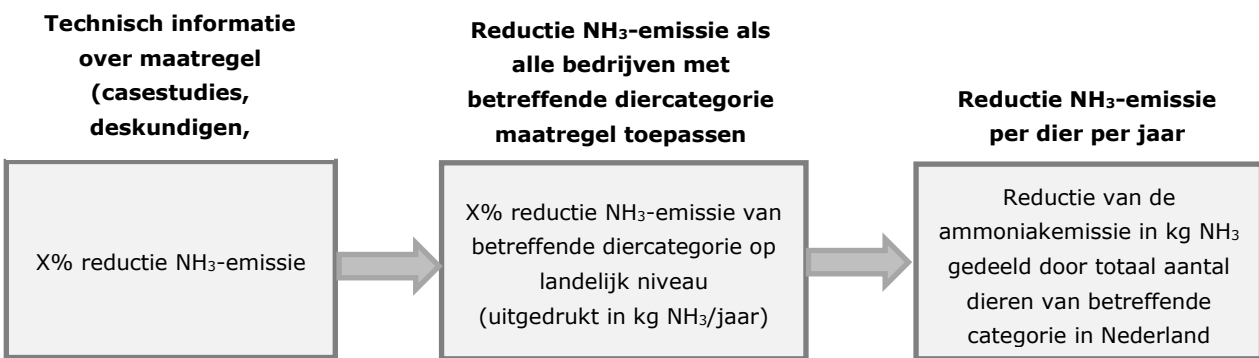 Technisch informatie
over maatregel
(casestudies,
deskundigen,
X% reductie NH₃-emissie
Reductie NH₃-emissie als
alle bedrijven met
betreffende diercategorie
maatregel toepassen
X% reductie NH₃-emissie van
betreffende diercategorie op
landelijk niveau
(uitgedrukt in kg NH₃/jaar)
Reductie NH₃-emissie
per dier per jaar
Reductie van de
ammoniakemissie in kg NH₃
gedeeld door totaal aantal
dieren van betreffende
categorie in Nederland